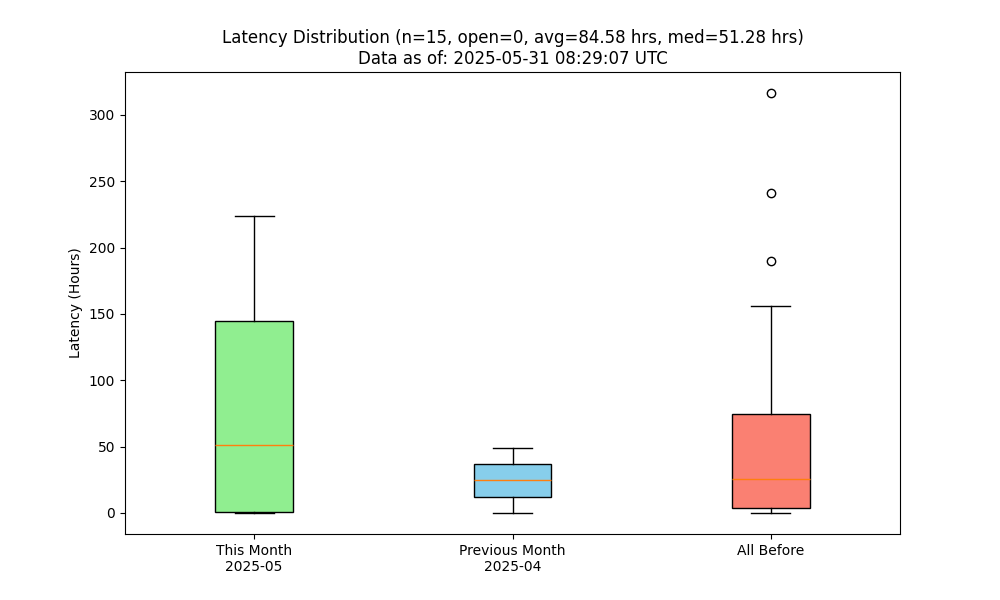 Latency Distribution (n=15, open=0, avg=84.58 hrs, med=51.28 hrs)
Data as of: 2025-05-31 08:29:07 UTC
Latency (Hours)
300
250
200
150
100
50
0
This Month
2025-05
Previous Month
2025-04
All Before